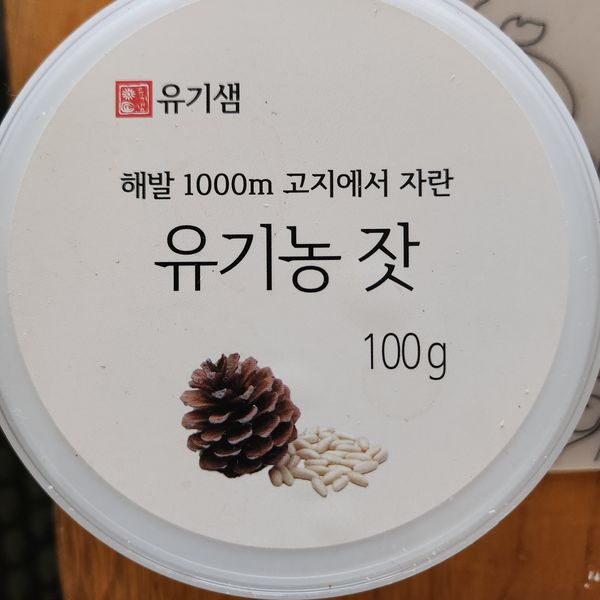 유기샘
해발 1000m 고지에서 자란
유기농 잣
100g